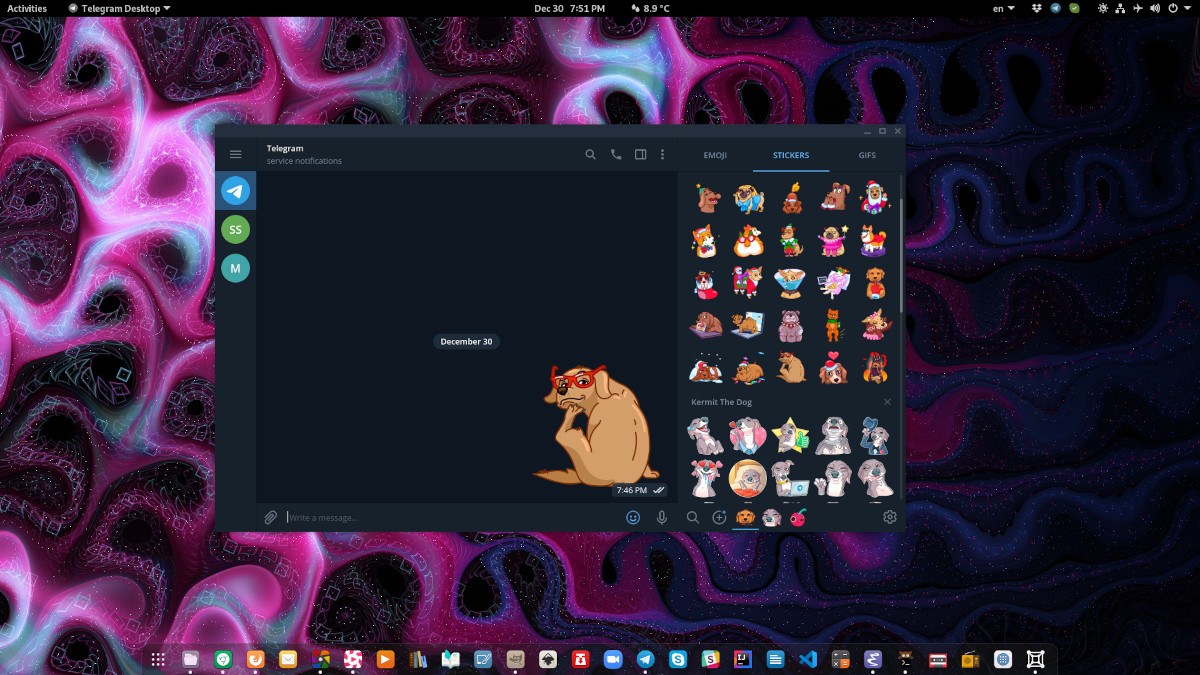 Activities
Telegram Desktop
Dec 30 7:51 PM
8.9 °C
en
Telegram
service notifications
EMOJI
STICKERS
GIFS
SS
M
December 30
Kermit The Dog
7:46 PM
Write a message...